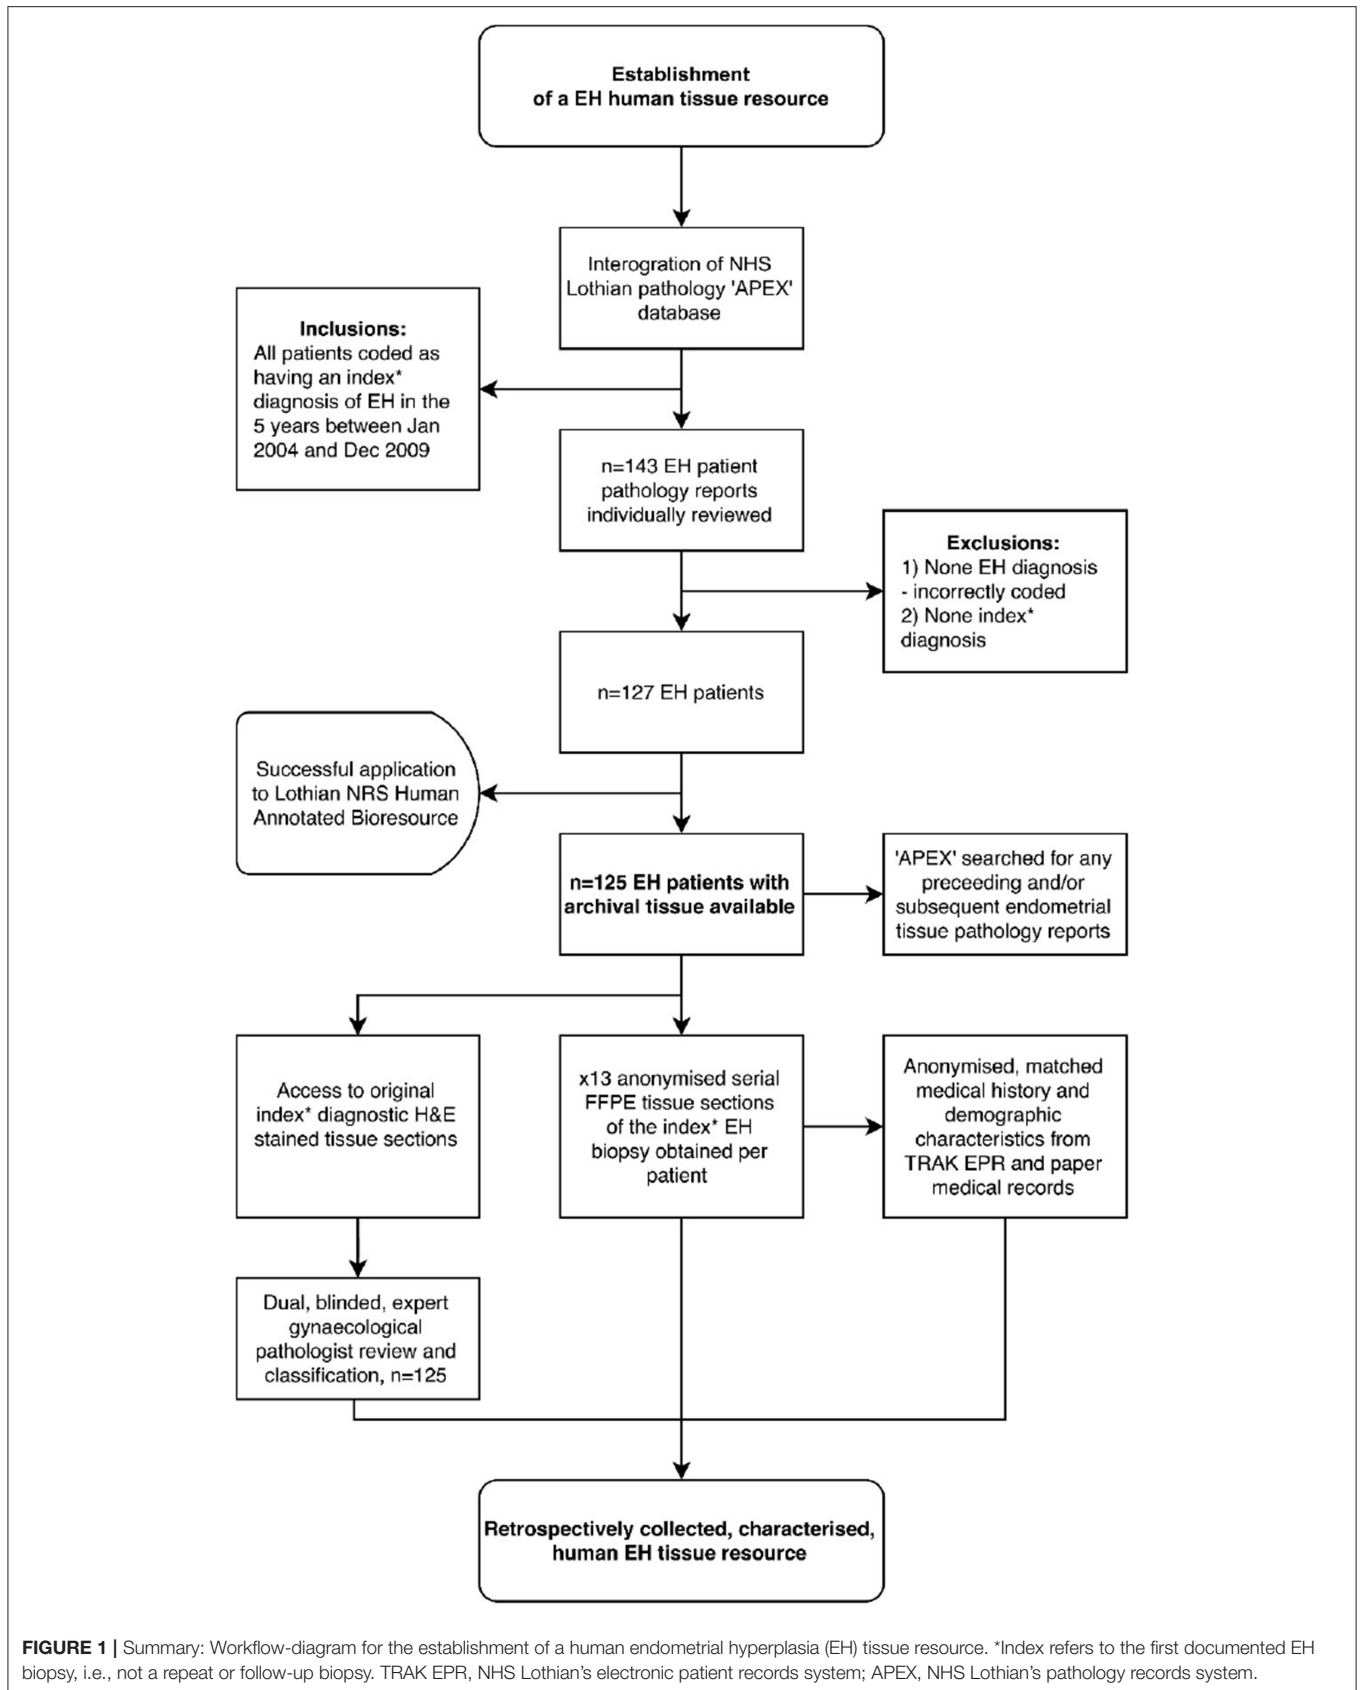 Establishment
of a EH human tissue resource
Interogration of NHS
Lothian pathology 'APEX'
database
Inclusions:
All patients coded as
having an index*
diagnosis of EH in the
5 years between Jan
2004 and Dec 2009
n=143 EH patient
pathology reports
individually reviewed
Exclusions:
1) None EH diagnosis
- incorrectly coded
2) None index*
diagnosis
n=127 EH patients
Successful application
to Lothian NRS Human
Annotated Bioresource
n=125 EH patients with
archival tissue available
'APEX' searched for any
preceeding and/or
subsequent endometrial
tissue pathology reports
Access to original
index* diagnostic H&E
stained tissue sections
x13 anonymised serial
FFPE tissue sections
of the index* EH
biopsy obtained per
patient
Anonymised, matched
medical history and
demographic
characteristics from
TRAK EPR and paper
medical records
Dual, blinded, expert
gynaecological
pathologist review and
classification, n=125
Retrospectively collected, characterised,
human EH tissue resource
FIGURE 1 | Summary: Workflow-diagram for the establishment of a human endometrial hyperplasia (EH) tissue resource. *Index refers to the first documented EH
biopsy, i.e., not a repeat or follow-up biopsy. TRAK EPR, NHS Lothian's electronic patient records system; APEX, NHS Lothian's pathology records system.